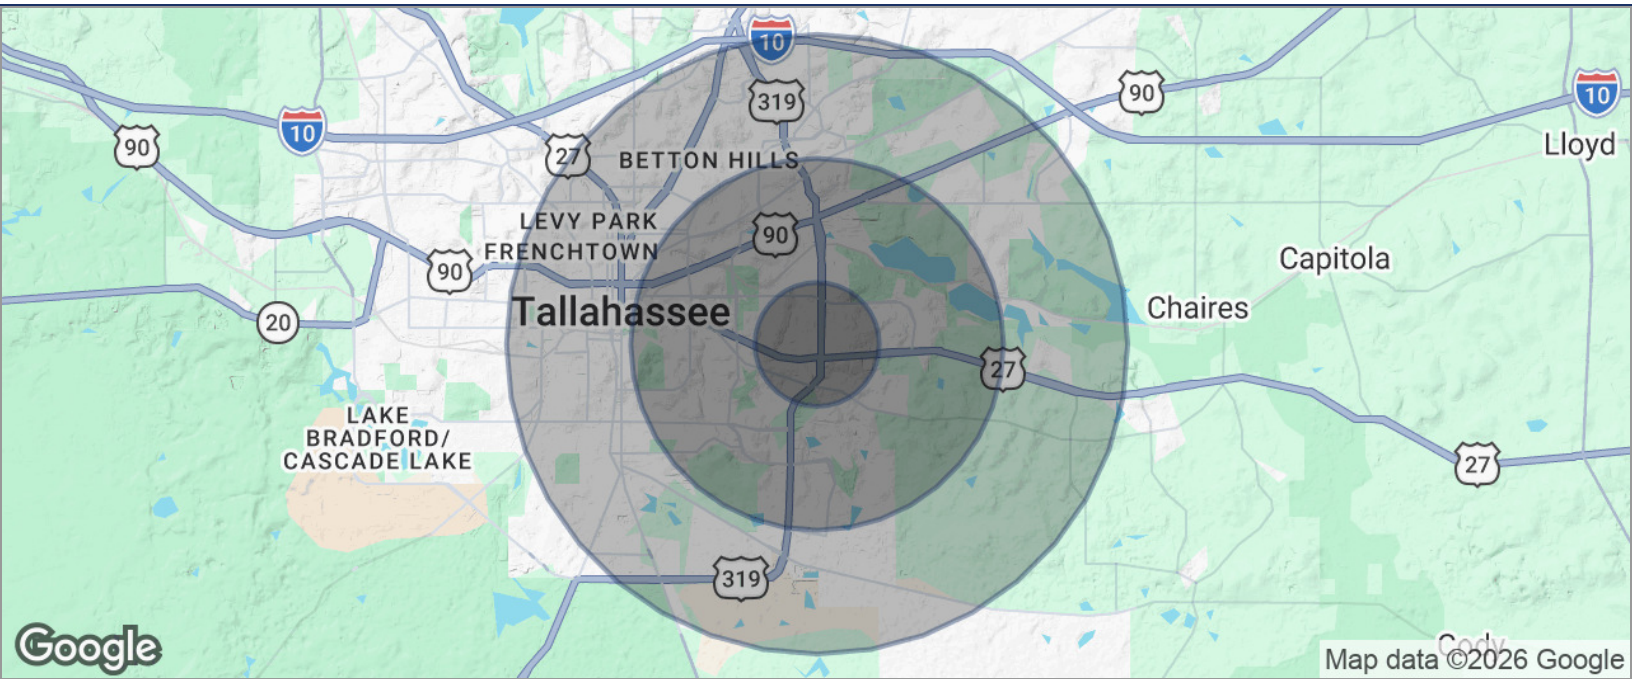 10
319
90
10
10
90
Lloyd
27
BETTON HILLS
LEVY PARK
90
FRENCHTOWN
90
Capitola
Tallahassee
Chaires
20
27
LAKE
BRADFORD/
CASCADE LAKE
27
319
Google
Cody
Map data ©2026 Google